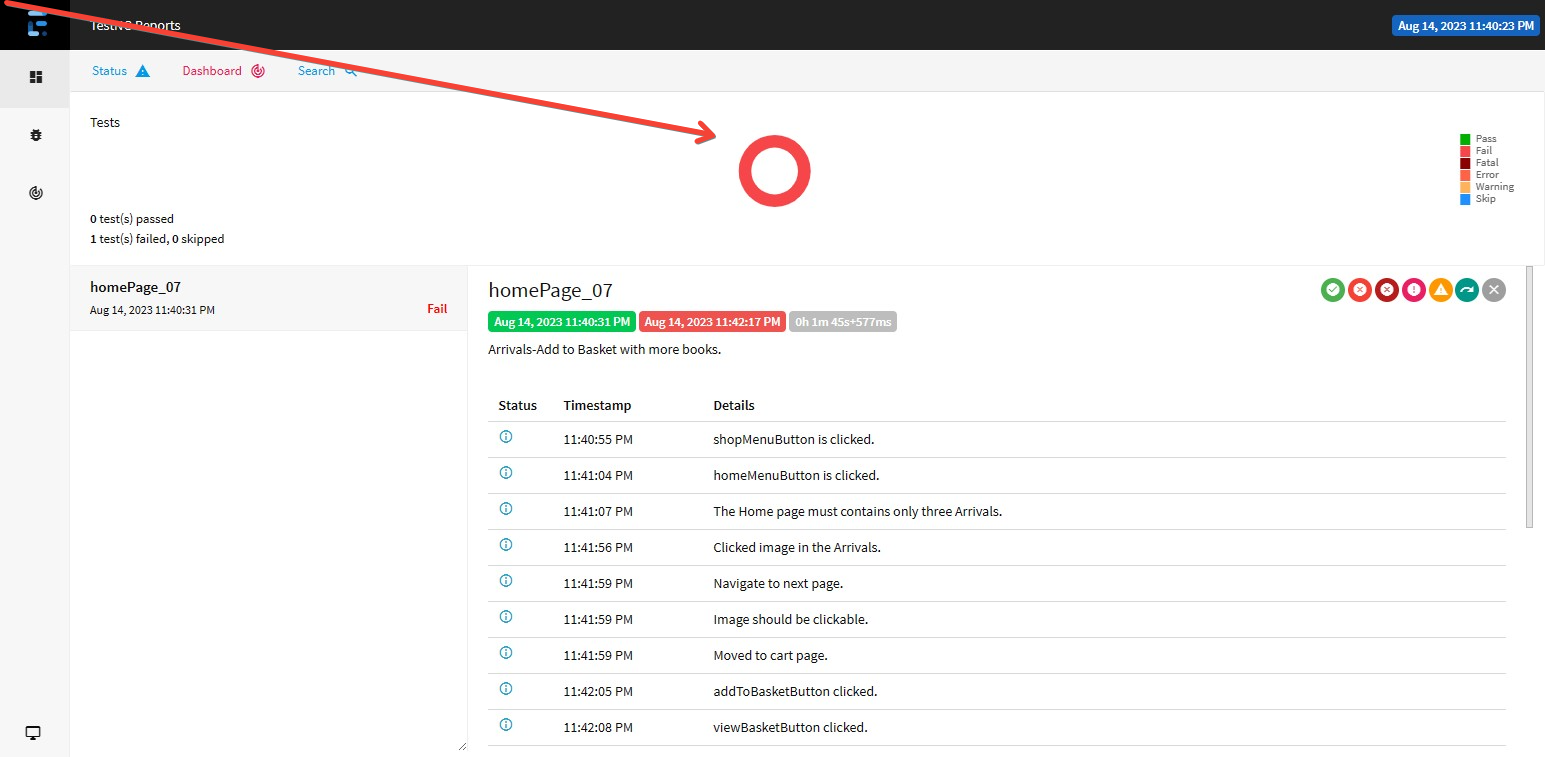 TestNG Reports
Aug 14, 2023 11:40:23 PM
Status
Dashboard
Search
Tests
Pass
Fail
Fatal
Error
Warning
Skip
0 test(s) passed
1 test(s) failed, 0 skipped
homePage_07
Aug 14, 2023 11:40:31 PM
Fail
homePage_07
Aug 14, 2023 11:40:31 PM Aug 14, 2023 11:42:17 PM 0h 1m 45s+577ms
Arrivals-Add to Basket with more books.
Status Timestamp Details
11:40:55 PM shopMenuButton is clicked.
11:41:04 PM homeMenuButton is clicked.
11:41:07 PM The Home page must contains only three Arrivals.
11:41:56 PM Clicked image in the Arrivals.
11:41:59 PM Navigate to next page.
11:41:59 PM Image should be clickable.
11:41:59 PM Moved to cart page.
11:42:05 PM addToBasketButton clicked.
11:42:08 PM viewBasketButton clicked.